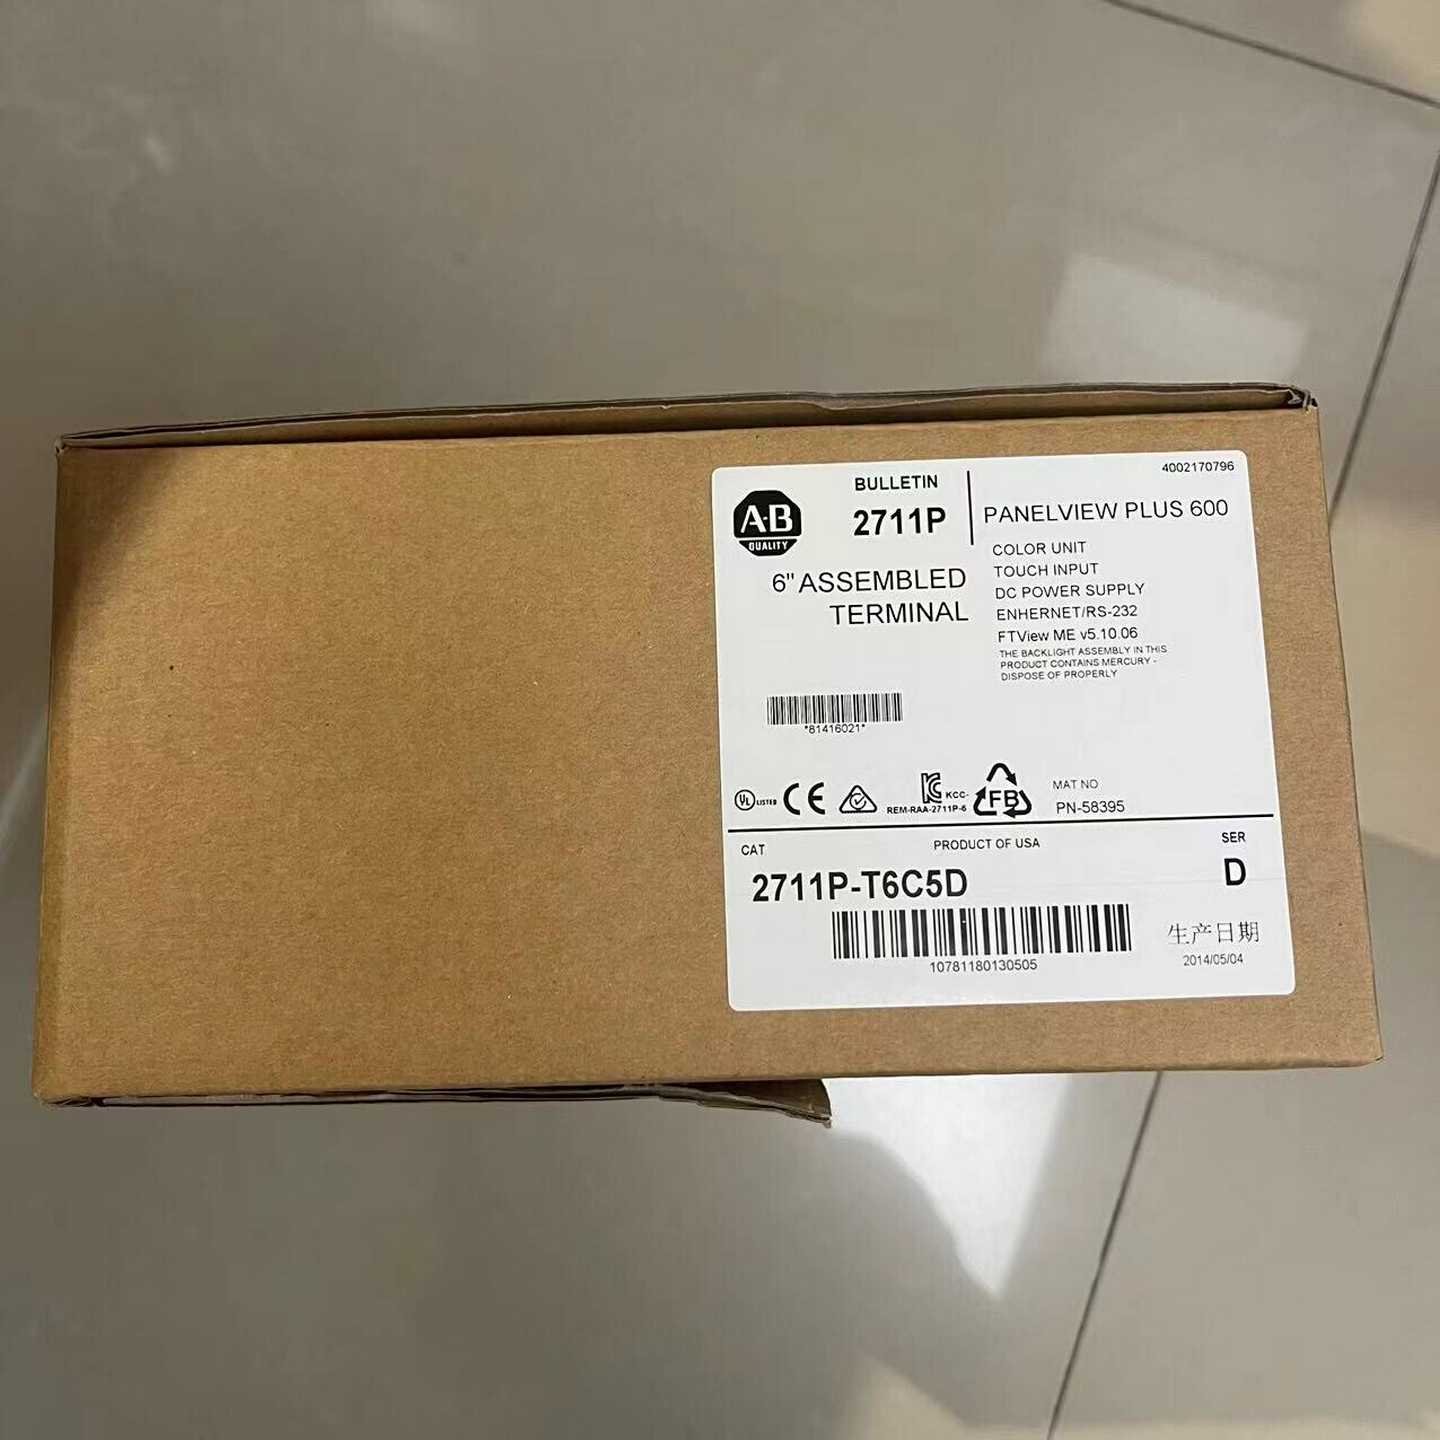 4002170796
BULLETIN
2711P
PANELVIEW PLUS 600
A·B
QUALITY
6" ASSEMBLED
TERMINAL
COLOR UNIT
TOUCH INPUT
DC POWER SUPPLY
ENHERNET/RS-232
FTView ME v5.10.06
THE BACKLIGHT ASSEMBLY IN THIS
PRODUCT CONTAINS MERCURY -
DISPOSE OF PROPERLY
*81416021*
UL LISTED
CE
KCC-
REM-RAA-2711P-6
FB
MAT NO
PN-58395
CAT
PRODUCT OF USA
SER
2711P-T6C5D
D
10781180130505
生产日期
2014/05/04